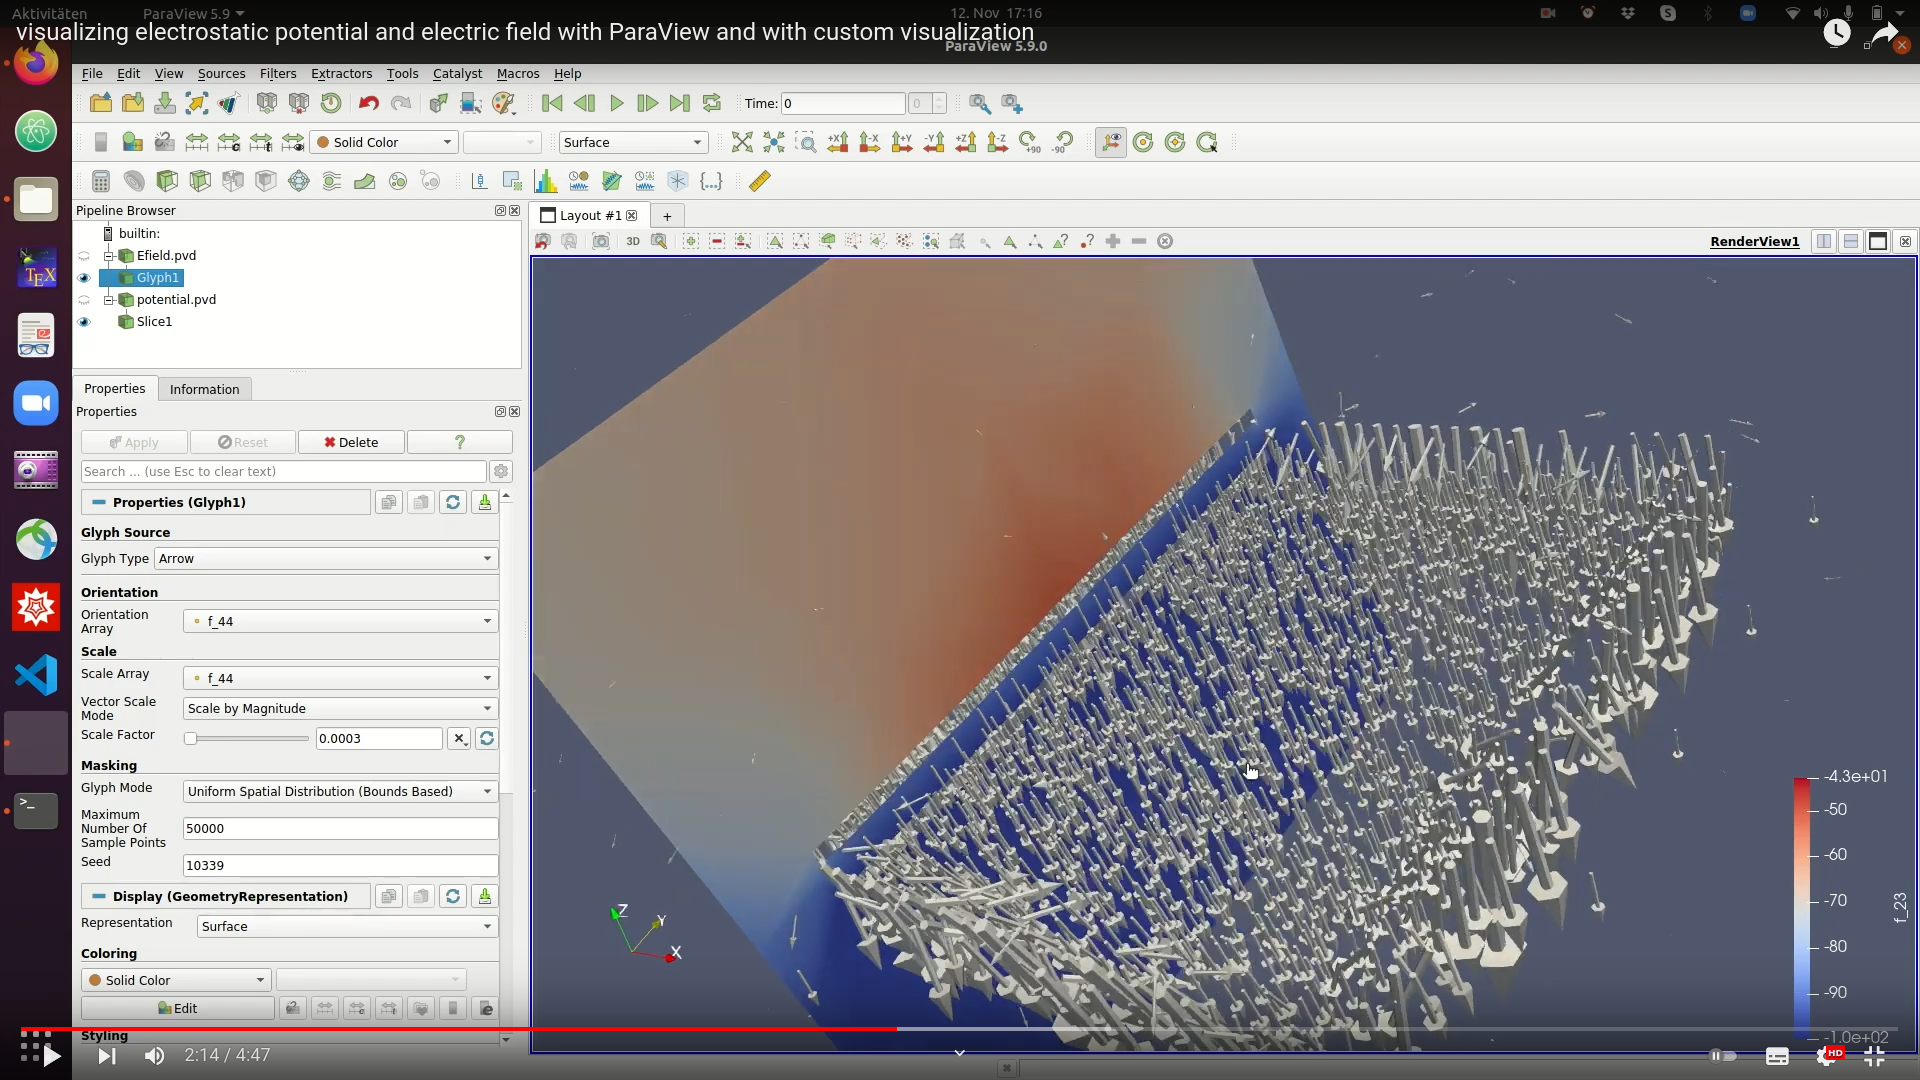 Aktivitäten
ParaView 5.9
12. Nov 17:16
visualizing electrostatic potential and electric field with ParaView and with custom visualization
ParaView 5.9.0
File Edit View Sources Filters Extractors Tools Catalyst Macros Help
Time: 0
0
Solid Color
Surface
+X
-X
+Y
-Y
+Z
-Z
+90
-90
Pipeline Browser
Layout #1
+
builtin:
3D
RenderView1
Efield.pvd
Glyph1
potential.pvd
Slice1
TEX
Properties
Information
Properties
Apply
Reset
Delete
?
Search ... (use Esc to clear text)
Properties (Glyph1)
Glyph Source
Glyph Type Arrow
Orientation
Orientation
Array
f_44
Scale
Scale Array
f_44
Vector Scale
Mode
Scale by Magnitude
Scale Factor
0.0003
Masking
Glyph Mode
Uniform Spatial Distribution (Bounds Based)
Maximum
Number Of
Sample Points
50000
Seed
10339
Display (GeometryRepresentation)
Representation
Surface
Coloring
Solid Color
Edit
Styling
Z
Y
X
-4.3e+01
-50
-60
-70
-80
-90
-1.0e+02
f_23
2:14 / 4:47
HD